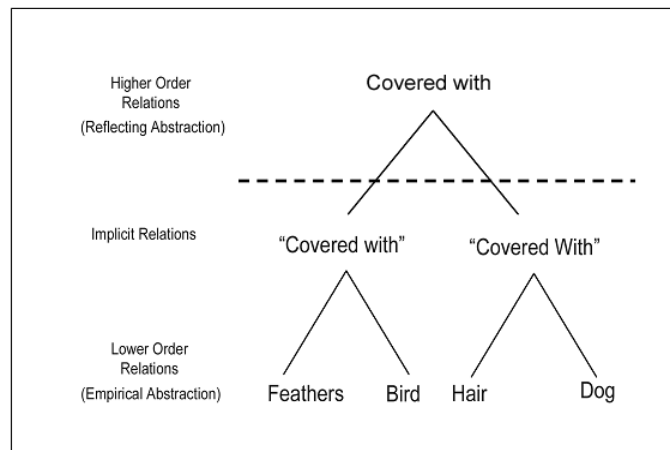 Higher Order
Relations
(Reflecting Abstraction)
Covered with
Implicit Relations
“Covered with”
“Covered With”
Lower Order
Relations
(Empirical Abstraction)
Feathers
Bird
Hair
Dog